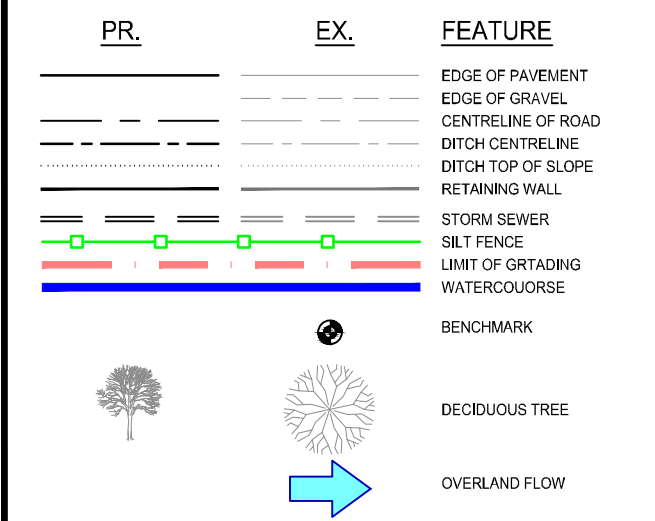 PR. EX. FEATURE
EDGE OF PAVEMENT
EDGE OF GRAVEL
CENTRELINE OF ROAD
DITCH CENTRELINE
DITCH TOP OF SLOPE
RETAINING WALL
STORM SEWER
SILT FENCE
LIMIT OF GRTADING
WATERCOUORSE
BENCHMARK
DECIDUOUS TREE
OVERLAND FLOW